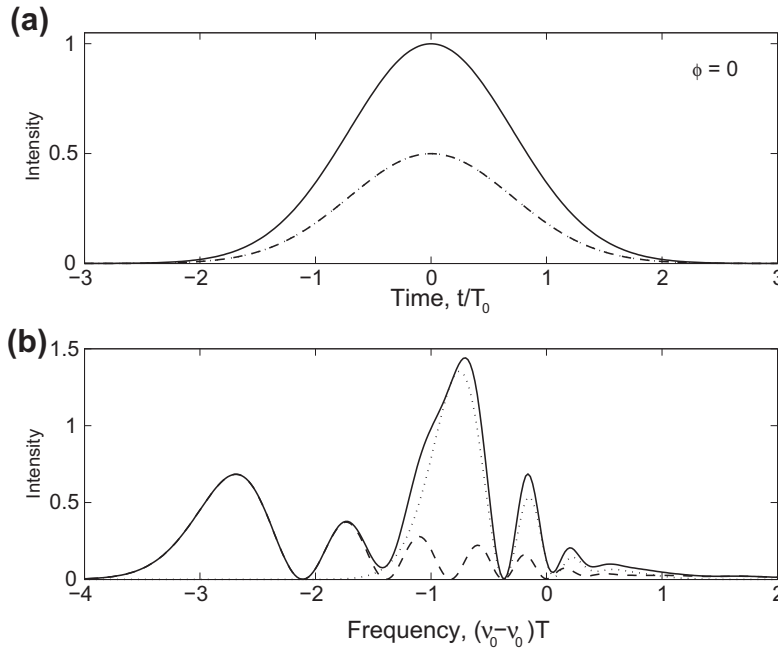 (a)
1
0.5
0
Intensity
ϕ = 0
−3 −2 −1 0 1 2 3
Time, t/T₀
(b)
1.5
1
0.5
0
Intensity
−4 −3 −2 −1 0 1 2
Frequency, (ν₀−ν₀)T